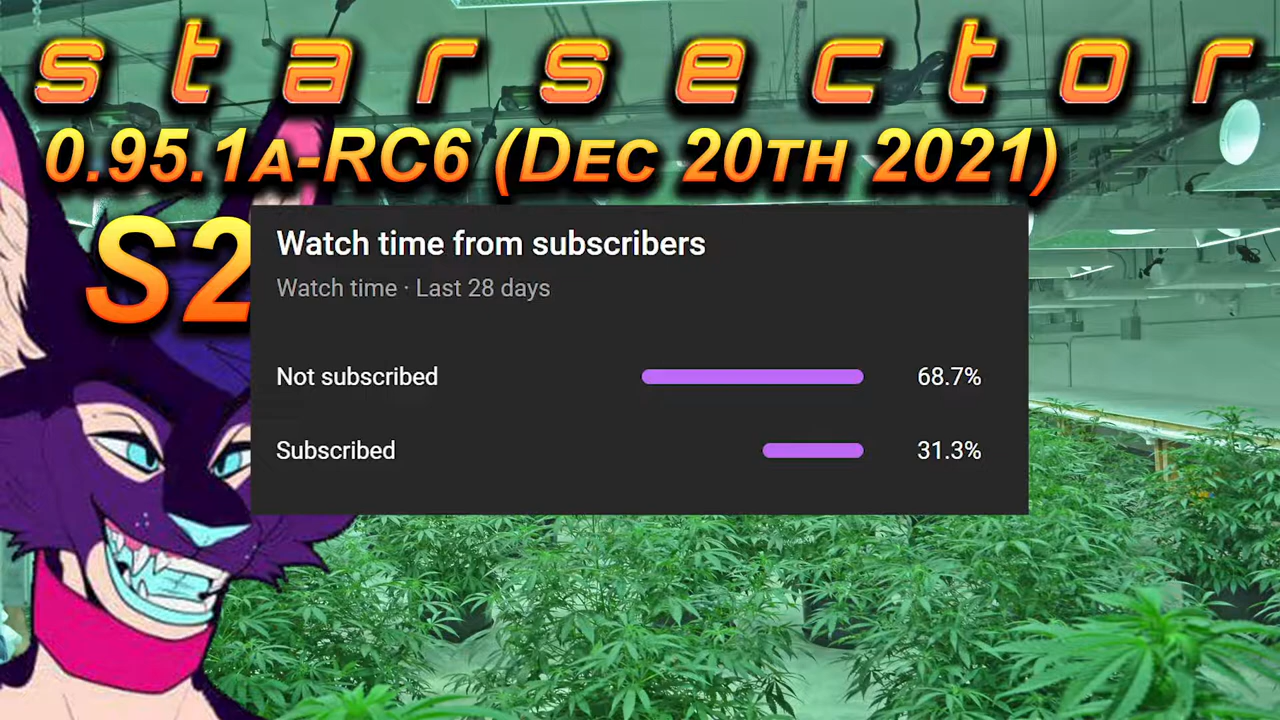 starsector
0.95.1a-RC6 (Dec 20th 2021)
S2
Watch time from subscribers
Watch time · Last 28 days
Not subscribed 68.7%
Subscribed 31.3%